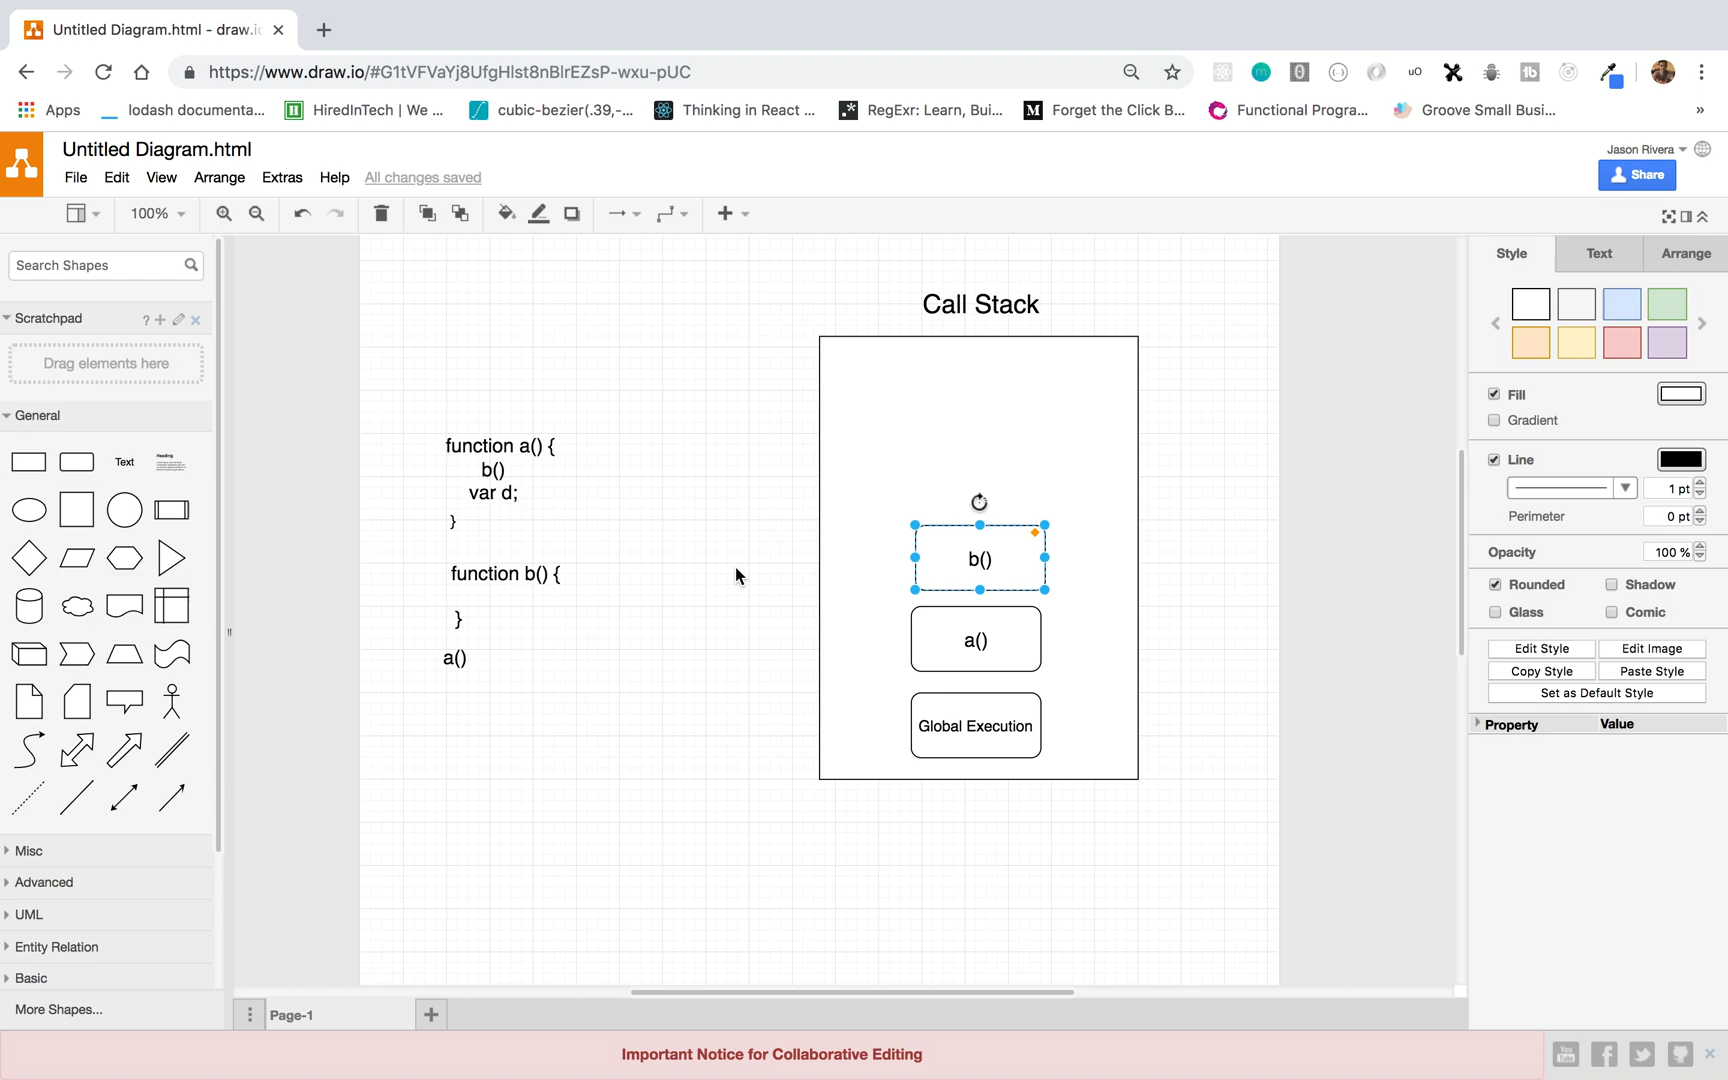 Untitled Diagram.html - draw.io
https://www.draw.io/#G1tVFVaYj8UfgHlst8nBlrEZsP-wxu-pUC
uO
Apps
lodash documenta...
HiredInTech | We ...
cubic-bezier(.39,-...
Thinking in React ...
RegExr: Learn, Bui...
Forget the Click B...
Functional Progra...
Groove Small Busi...
»
Untitled Diagram.html
Jason Rivera
File Edit View Arrange Extras Help All changes saved
Share
100%
Search Shapes
Scratchpad
?
Drag elements here
General
Text
Heading
Misc
Advanced
UML
Entity Relation
Basic
More Shapes...
Call Stack
function a() {
b()
var d;
}
function b() {
}
a()
b()
a()
Global Execution
Style Text Arrange
Fill
Gradient
Line
1 pt
Perimeter 0 pt
Opacity 100 %
Rounded Shadow
Glass Comic
Edit Style Edit Image
Copy Style Paste Style
Set as Default Style
Property Value
Page-1
Important Notice for Collaborative Editing
You Tube